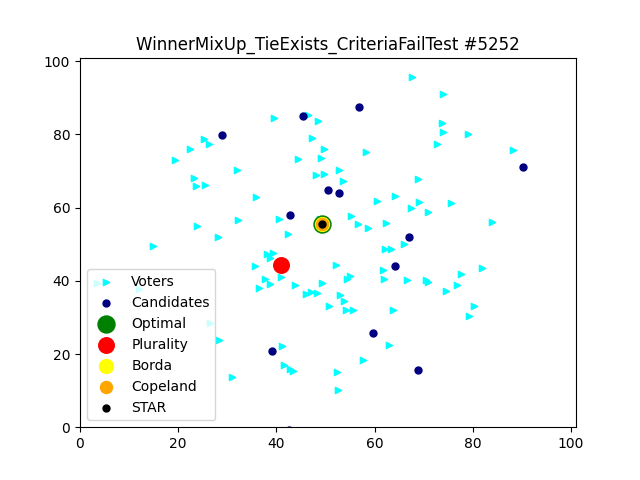 WinnerMixUp_TieExists_CriteriaFailTest #5252
100
80
60
40
20
0
0 20 40 60 80 100
Voters
Candidates
Optimal
Plurality
Borda
Copeland
STAR